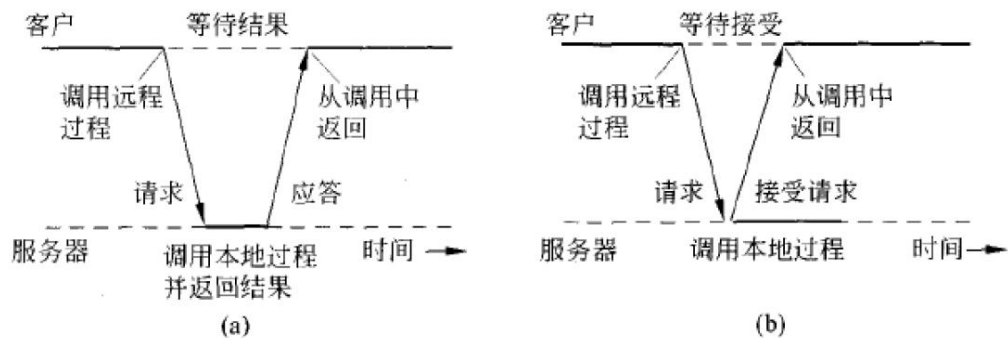 客户 等待结果
调用远程
过程
从调用中
返回
请求 应答
服务器 调用本地过程 时间
并返回结果
(a)
客户 等待接受
调用远程
过程
从调用中
返回
请求 接受请求
服务器 调用本地过程 时间
(b)